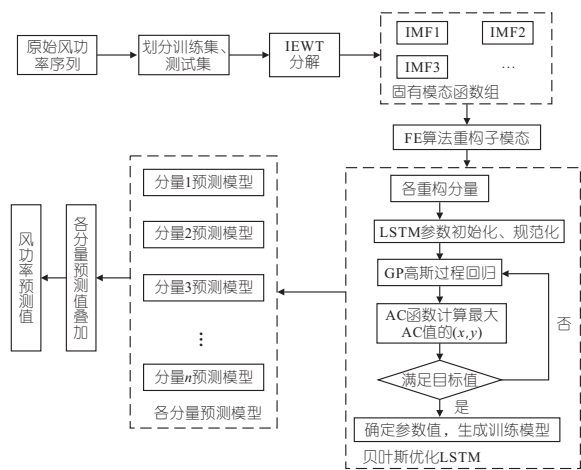 原始风功
率序列
划分训练集、
测试集
IEWT
分解
IMF1
IMF2
IMF3
…
固有模态函数组
FE算法重构子模态
各重构分量
LSTM参数初始化、规范化
GP高斯过程回归
AC函数计算最大
AC值的(x,y)
否
满足目标值
是
确定参数值，生成训练模型
贝叶斯优化LSTM
分量1预测模型
分量2预测模型
分量3预测模型
⋮
分量n预测模型
各分量预测模型
各分量预测值叠加
风功率预测值